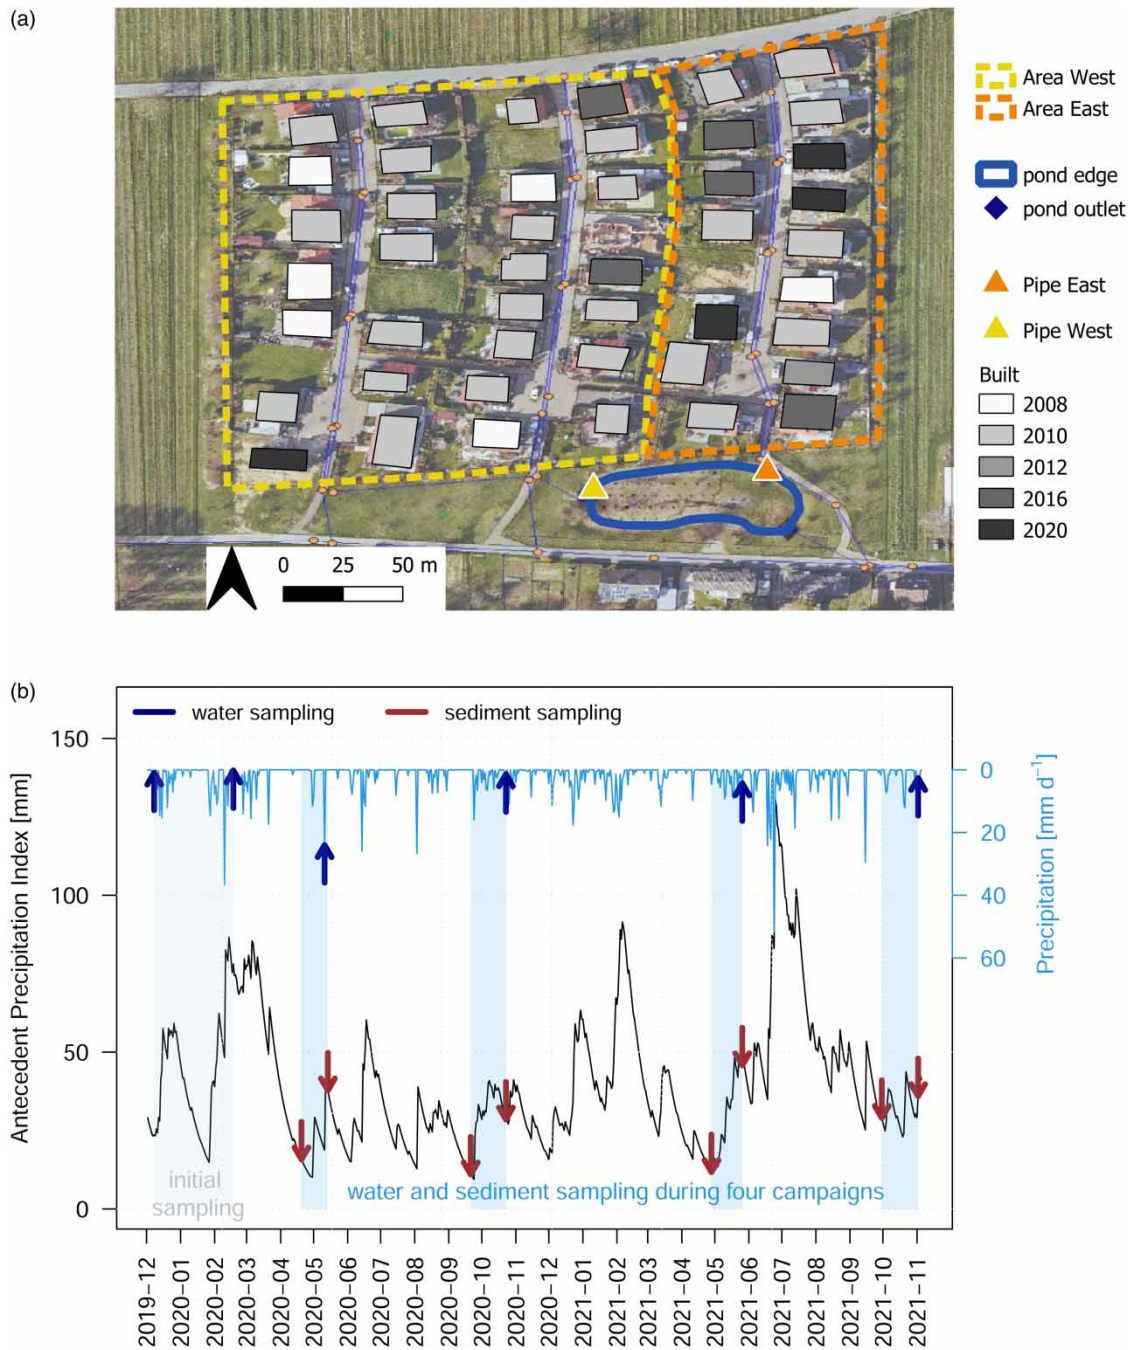 (a)
Area West
Area East
pond edge
pond outlet
Pipe East
Pipe West
Built
2008
2010
2012
2016
2020
0 25 50 m
(b)
water sampling
sediment sampling
Antecedent Precipitation Index [mm]
150
100
50
0
Precipitation [mm d⁻¹]
0
20
40
60
initial
sampling
water and sediment sampling during four campaigns
2019-12
2020-01
2020-02
2020-03
2020-04
2020-05
2020-06
2020-07
2020-08
2020-09
2020-10
2020-11
2020-12
2021-01
2021-02
2021-03
2021-04
2021-05
2021-06
2021-07
2021-08
2021-09
2021-10
2021-11